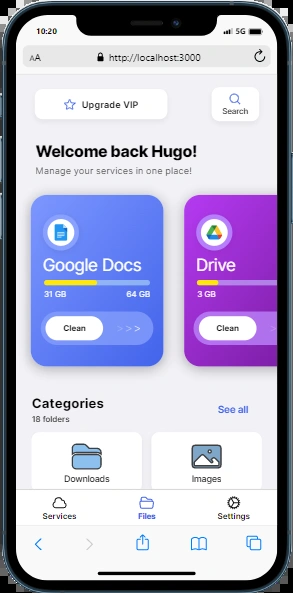 10:20
5G
AA
http://localhost:3000
Upgrade VIP
Search
Welcome back Hugo!
Manage your services in one place!
Google Docs
31 GB
64 GB
Clean
>>>
Drive
3 GB
Clean
>
Categories
18 folders
See all
Downloads
Images
Services
Files
Settings